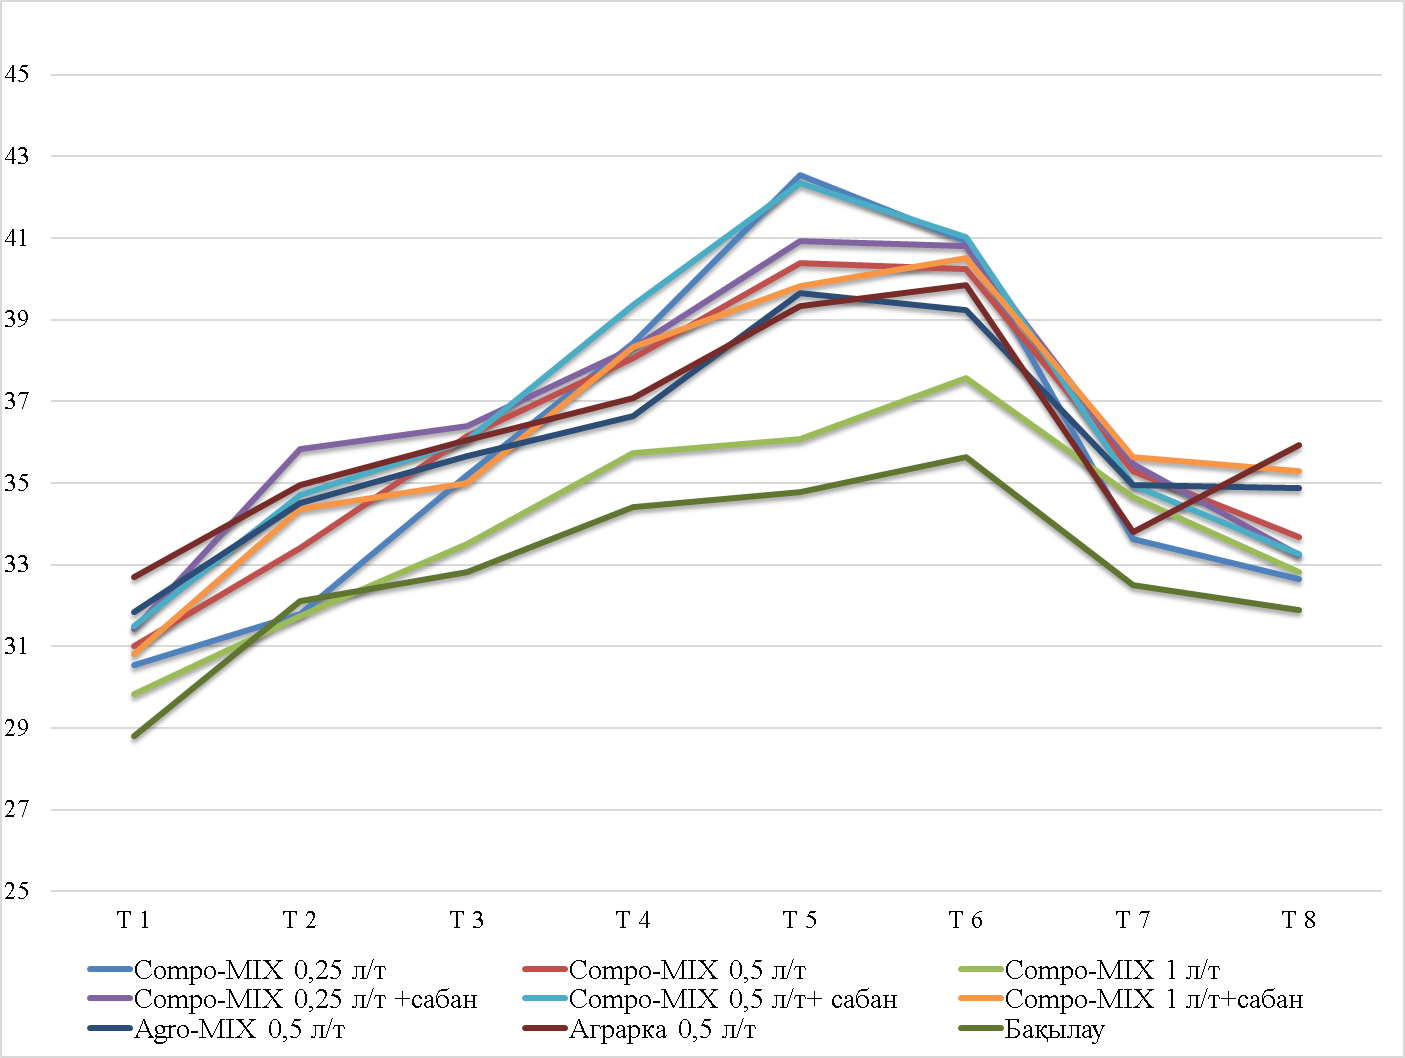 45
43
41
39
37
35
33
31
29
27
25
Т 1 Т 2 Т 3 Т 4 Т 5 Т 6 Т 7 Т 8
Compo-MIX 0,25 л/т Compo-MIX 0,5 л/т Compo-MIX 1 л/т
Compo-MIX 0,25 л/т +сабан Compo-MIX 0,5 л/т+ сабан Compo-MIX 1 л/т+сабан
Agro-MIX 0,5 л/т Аграрка 0,5 л/т Бақылау